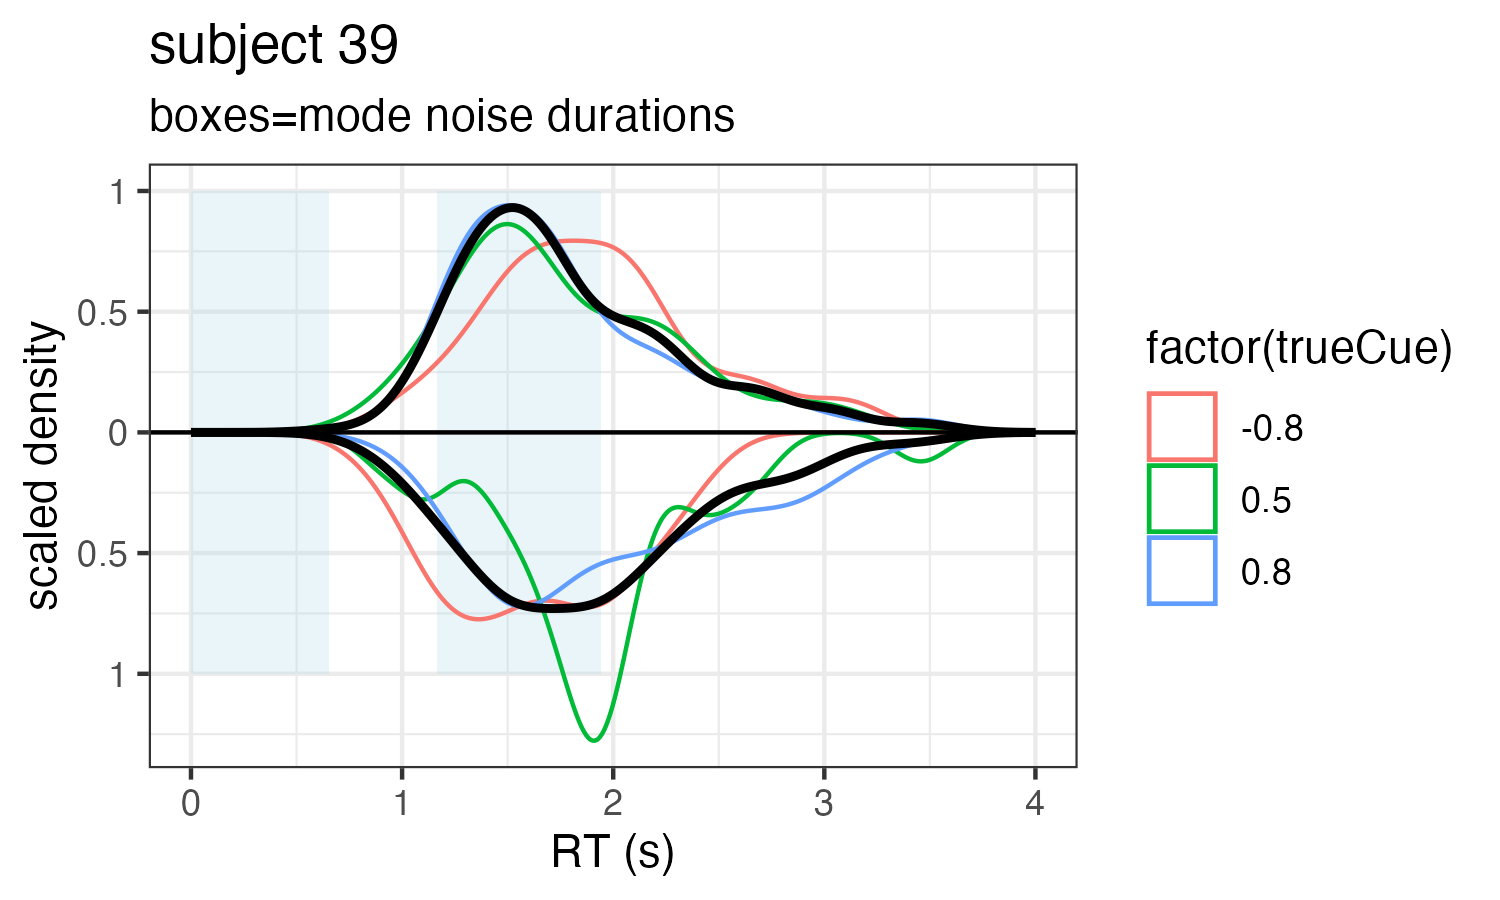 subject 39
boxes=mode noise durations
scaled density
1
0.5
0
0.5
1
0 1 2 3 4
RT (s)
factor(trueCue)
-0.8
0.5
0.8